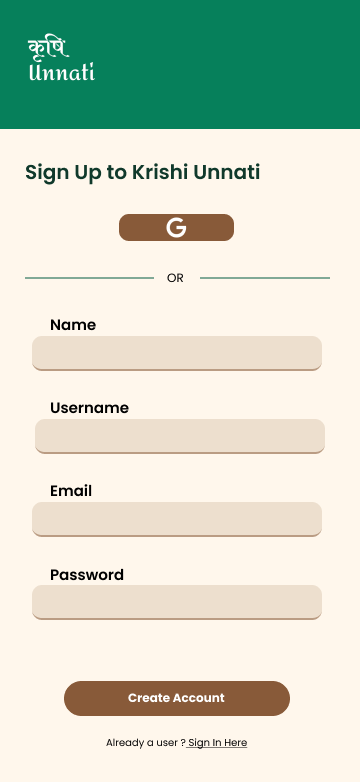 कृषि
Unnati
Sign Up to Krishi Unnati
G
OR
Name
Username
Email
Password
Create Account
Already a user ? Sign In Here